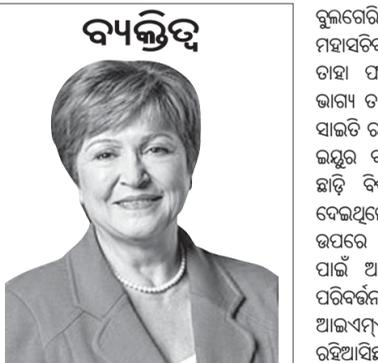 ବ୍ୟକ୍ତିତ୍ୱ
ବୁଲଗେରି
ମହାସଚିବ
ତାହା ପ
ଭାଗ୍ୟ ତ
ସାଇତି ର
ଇୟୁର ବ
ଛାଡ଼ି ବି
ଦେଇଥିଲେ
ଉପରେ
ପାଇଁ ଅ
ପରିବର୍ତ୍ତନ
ଆଇଏମ୍
ରହିଆସିଛ